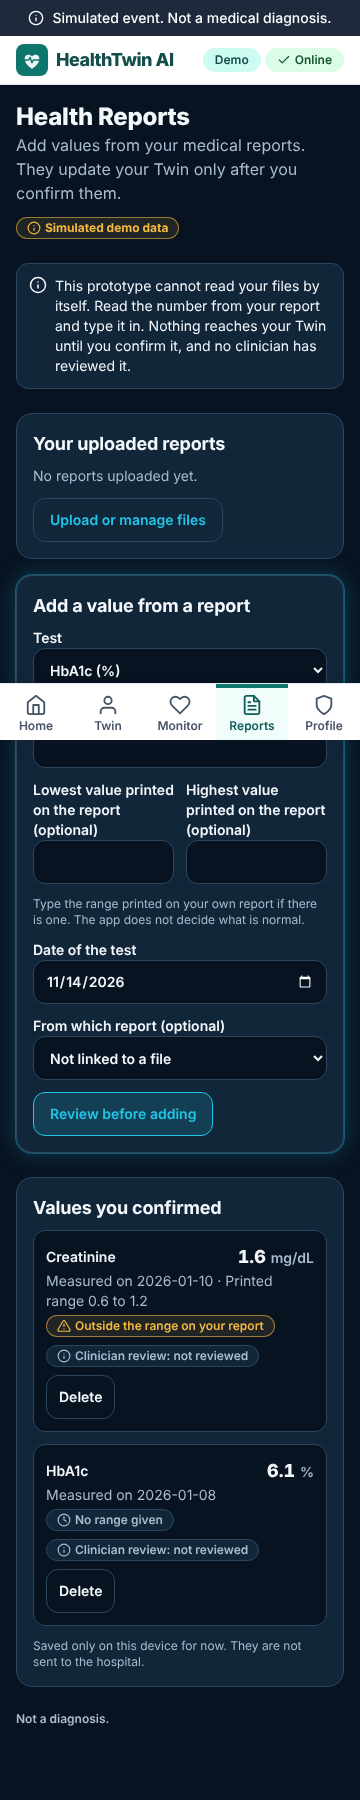 Simulated event. Not a medical diagnosis.
HealthTwin AI
Demo
Online
Health Reports
Add values from your medical reports.
They update your Twin only after you
confirm them.
Simulated demo data
This prototype cannot read your files by
itself. Read the number from your report
and type it in. Nothing reaches your Twin
until you confirm it, and no clinician has
reviewed it.
Your uploaded reports
No reports uploaded yet.
Upload or manage files
Add a value from a report
Test
HbA1c (%)
Home
Twin
Monitor
Reports
Profile
Lowest value printed
on the report
(optional)
Highest value
printed on the report
(optional)
Type the range printed on your own report if there
is one. The app does not decide what is normal.
Date of the test
11/14/2026
From which report (optional)
Not linked to a file
Review before adding
Values you confirmed
Creatinine
1.6 mg/dL
Measured on 2026-01-10 · Printed
range 0.6 to 1.2
Outside the range on your report
Clinician review: not reviewed
Delete
HbA1c
6.1 %
Measured on 2026-01-08
No range given
Clinician review: not reviewed
Delete
Saved only on this device for now. They are not
sent to the hospital.
Not a diagnosis.